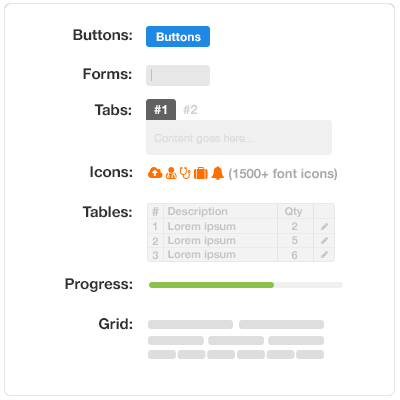 Buttons: Buttons
Forms:
Tabs: #1 #2
Content goes here...
Icons: (1500+ font icons)
Tables: # Description Qty
1 Lorem ipsum 2
2 Lorem ipsum 5
3 Lorem ipsum 6
Progress:
Grid: